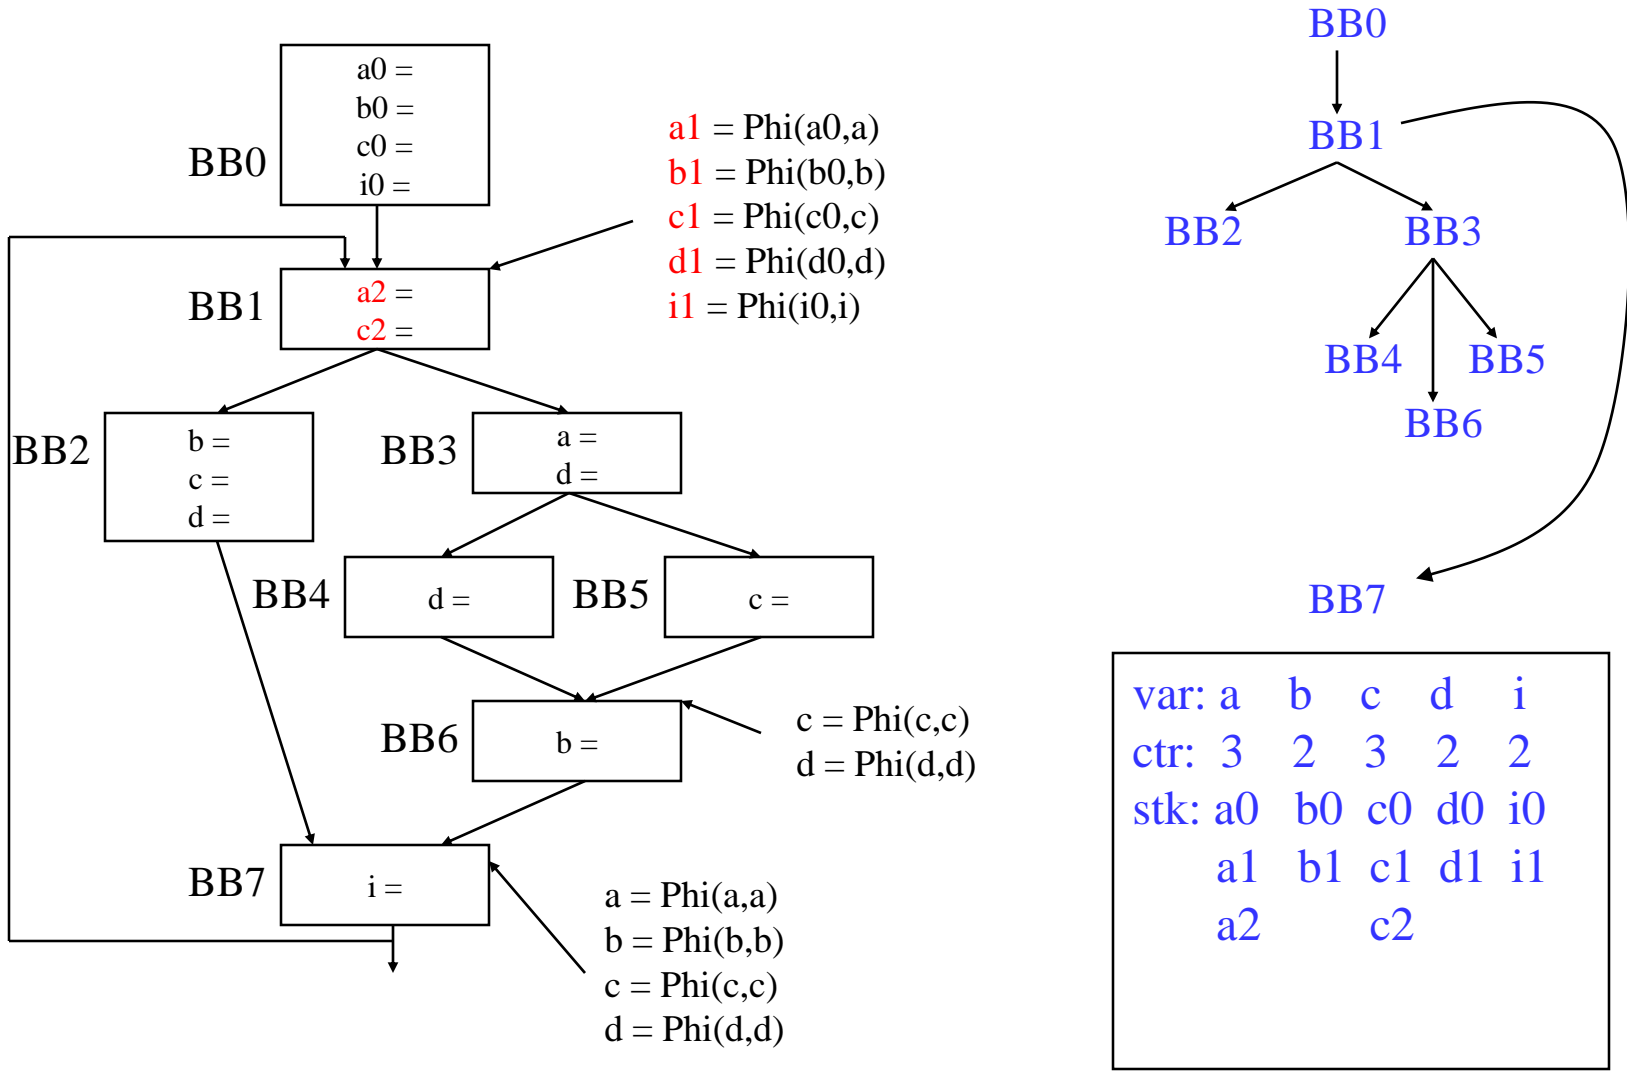 BB0
a0 =
b0 =
c0 =
i0 =
a1 = Phi(a0,a)
b1 = Phi(b0,b)
c1 = Phi(c0,c)
d1 = Phi(d0,d)
i1 = Phi(i0,i)
BB1
a2 =
c2 =
BB2
b =
c =
d =
BB3
a =
d =
BB4
d =
BB5
c =
BB6
b =
c = Phi(c,c)
d = Phi(d,d)
BB7
i =
a = Phi(a,a)
b = Phi(b,b)
c = Phi(c,c)
d = Phi(d,d)
BB0
BB1
BB2
BB3
BB4
BB5
BB6
BB7
var: a b c d i
ctr: 3 2 3 2 2
stk: a0 b0 c0 d0 i0
a1 b1 c1 d1 i1
a2 c2